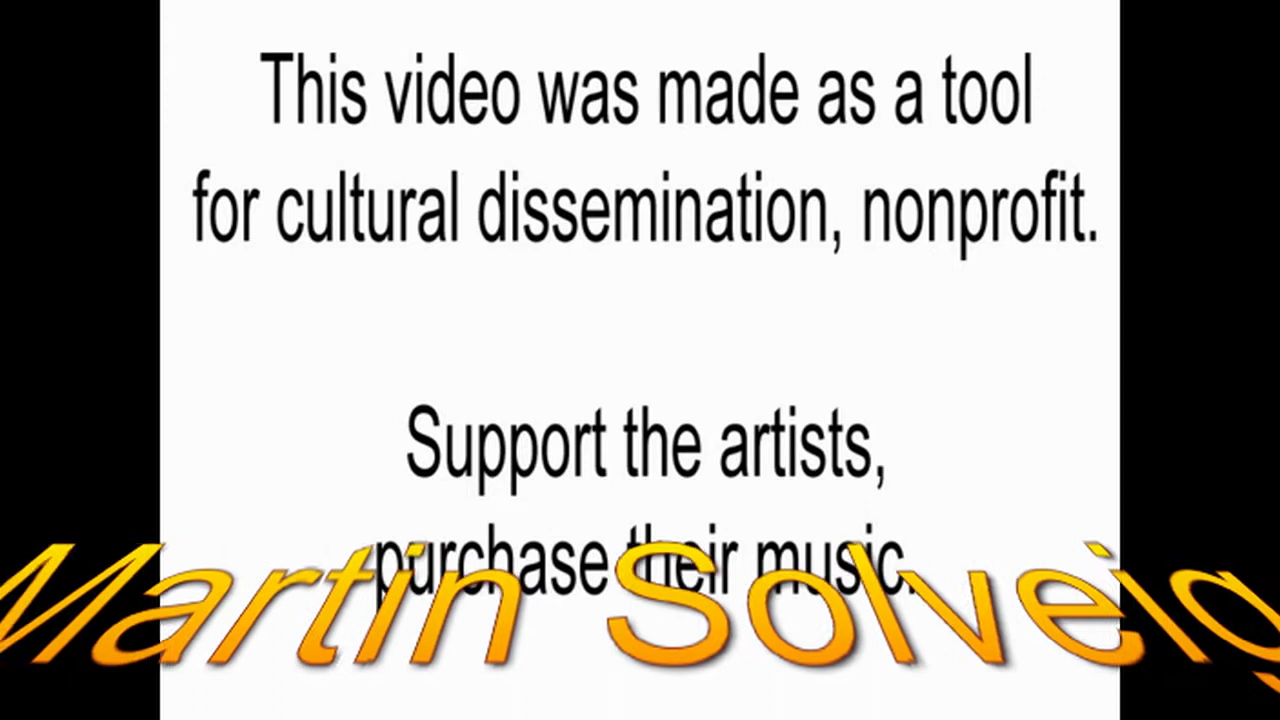 This video was made as a tool
for cultural dissemination, nonprofit.
Support the artists,
purchase their music.
Martin Solveig